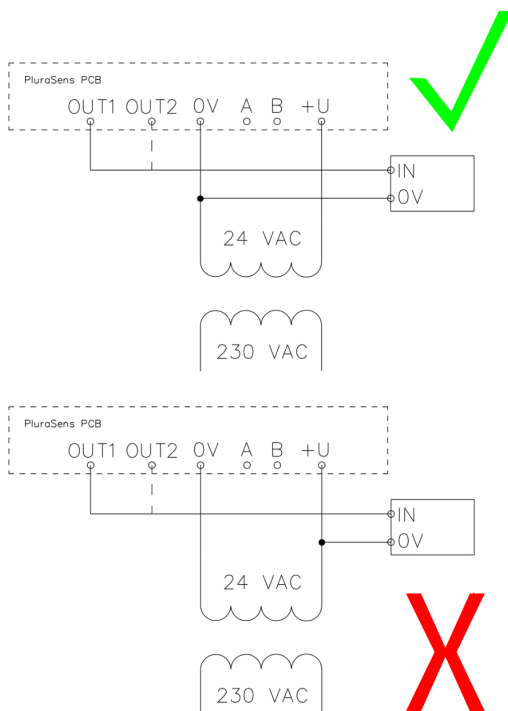 PluraSens PCB
OUT1 OUT2 0V A B +U
IN
0V
24 VAC
230 VAC
PluraSens PCB
OUT1 OUT2 0V A B +U
IN
0V
24 VAC
230 VAC